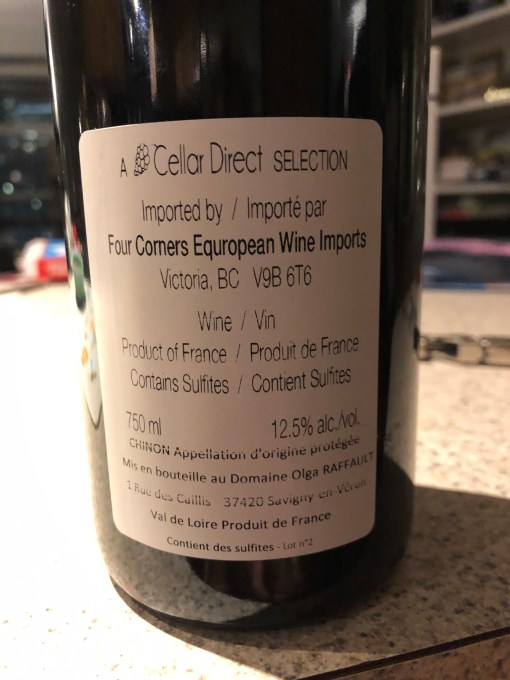 A Cellar Direct SELECTION
Imported by / Importé par
Four Corners Equropean Wine Imports
Victoria, BC V9B 6T6
Wine / Vin
Product of France / Produit de France
Contains Sulfites / Contient Sulfites
750 ml 12.5% alc./vol.
CHINON Appellation d'origine protégée
Mis en bouteille au Domaine Olga RAFFAULT
1 Rue des Caillis 37420 Savigny-en-Véron
Val de Loire Produit de France
Contient des sulfites - Lot n°2